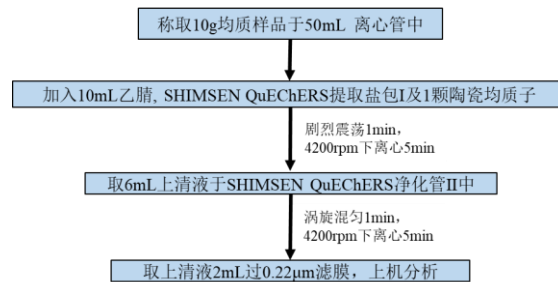 称取10g均质样品于50mL 离心管中
加入10mL乙腈, SHIMSEN QuEChERS提取盐包I及1颗陶瓷均质子
剧烈震荡1min，
4200rpm下离心5min
取6mL上清液于SHIMSEN QuEChERS净化管II中
涡旋混匀1min，
4200rpm下离心5min
取上清液2mL过0.22μm滤膜，上机分析